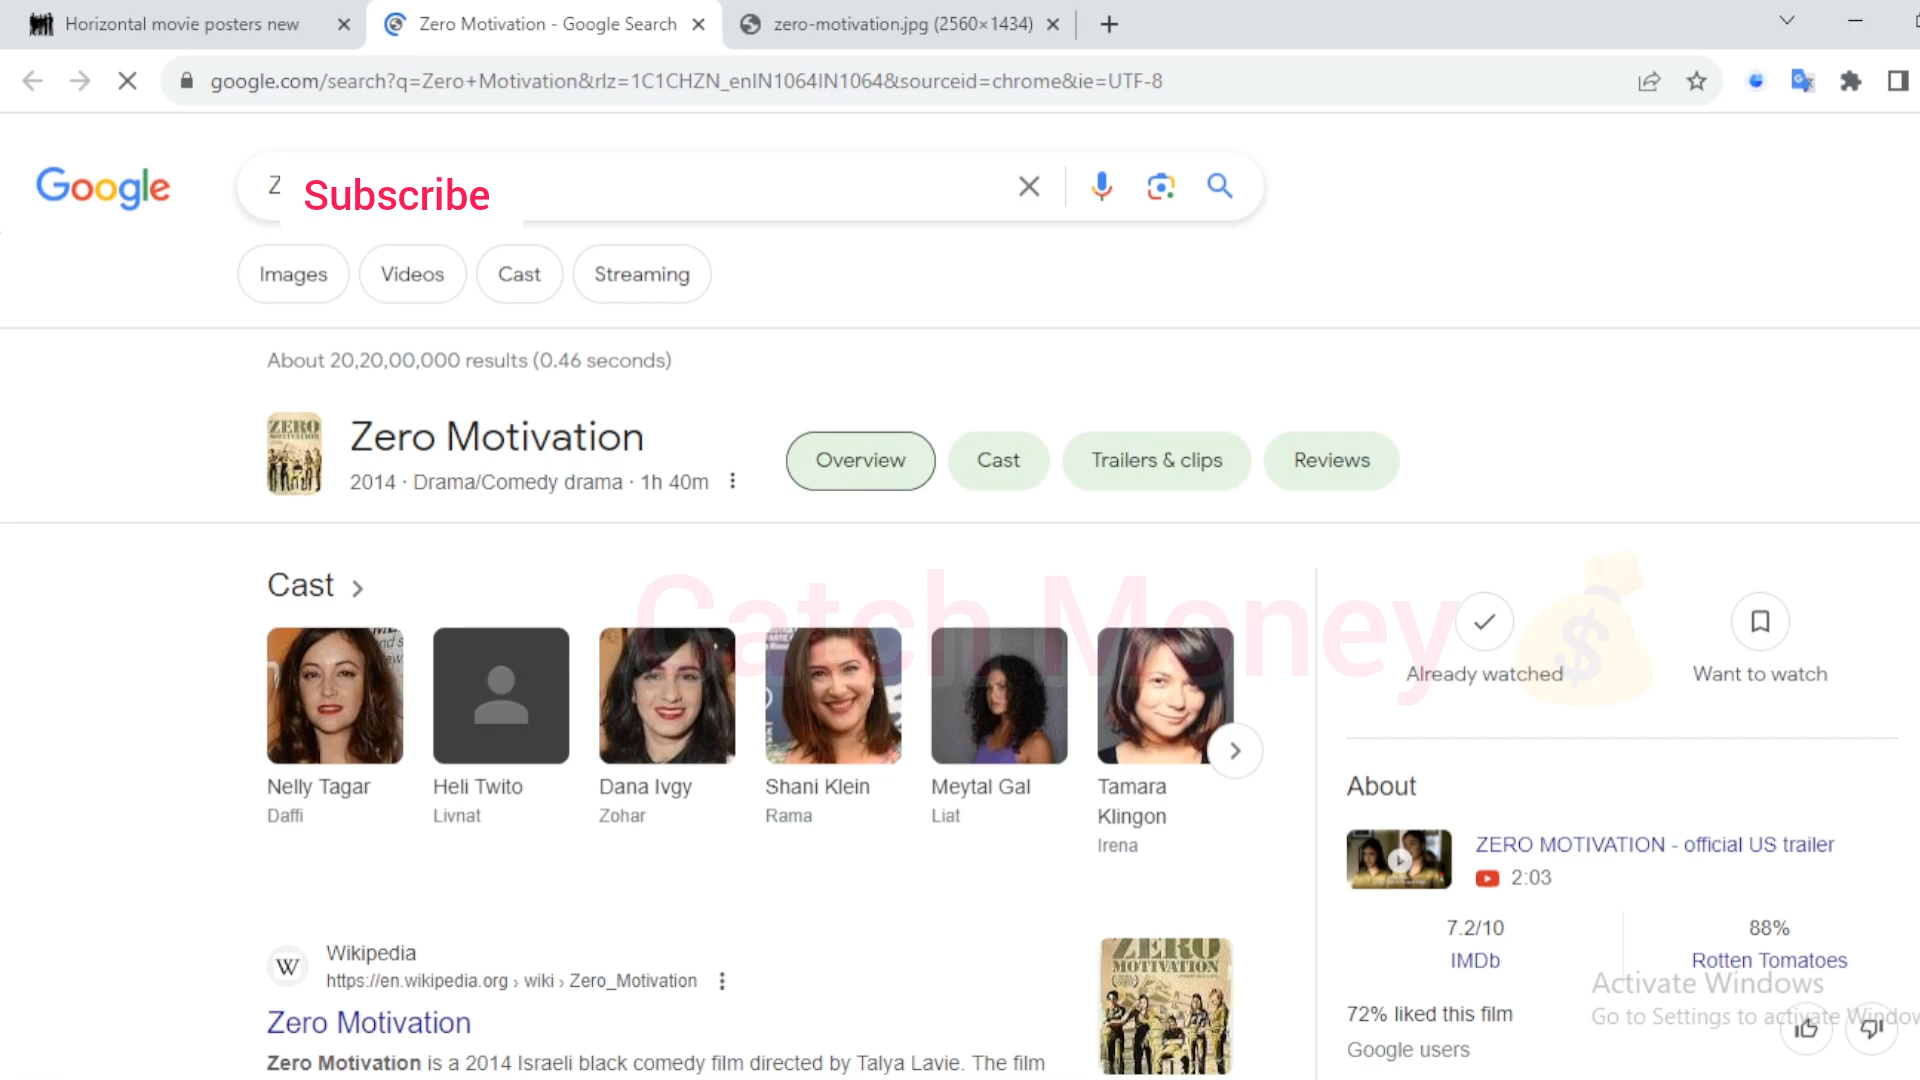 Horizontal movie posters new
Zero Motivation - Google Search
zero-motivation.jpg (2560×1434)
google.com/search?q=Zero+Motivation&rlz=1C1CHZN_enIN1064IN1064&sourceid=chrome&ie=UTF-8
Google
Z
Subscribe
Images
Videos
Cast
Streaming
About 20,20,00,000 results (0.46 seconds)
ZERO
MOTIVATION
Zero Motivation
2014 · Drama/Comedy drama · 1h 40m
Overview
Cast
Trailers & clips
Reviews
Cast
Catch Money
Already watched
Want to watch
Nelly Tagar
Daffi
Heli Twito
Livnat
Dana Ivgy
Zohar
Shani Klein
Rama
Meytal Gal
Liat
Tamara
Klingon
Irena
About
ZERO MOTIVATION - official US trailer
2:03
7.2/10
IMDb
88%
Rotten Tomatoes
72% liked this film
Google users
W
Wikipedia
https://en.wikipedia.org › wiki › Zero_Motivation
Zero Motivation
Zero Motivation is a 2014 Israeli black comedy film directed by Talya Lavie. The film
ZERO
MOTIVATION
Activate Windows
Go to Settings to activate Window